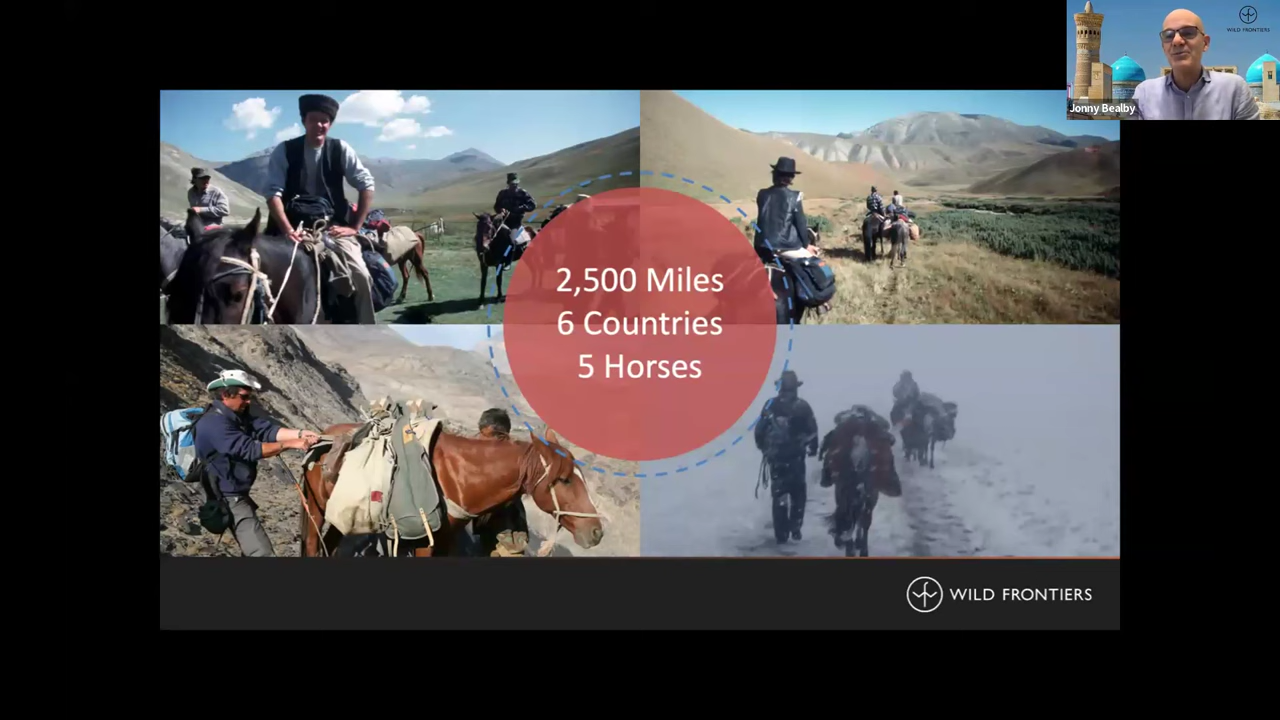 WILD FRONTIERS
Jonny Bealby
2,500 Miles
6 Countries
5 Horses
WILD FRONTIERS